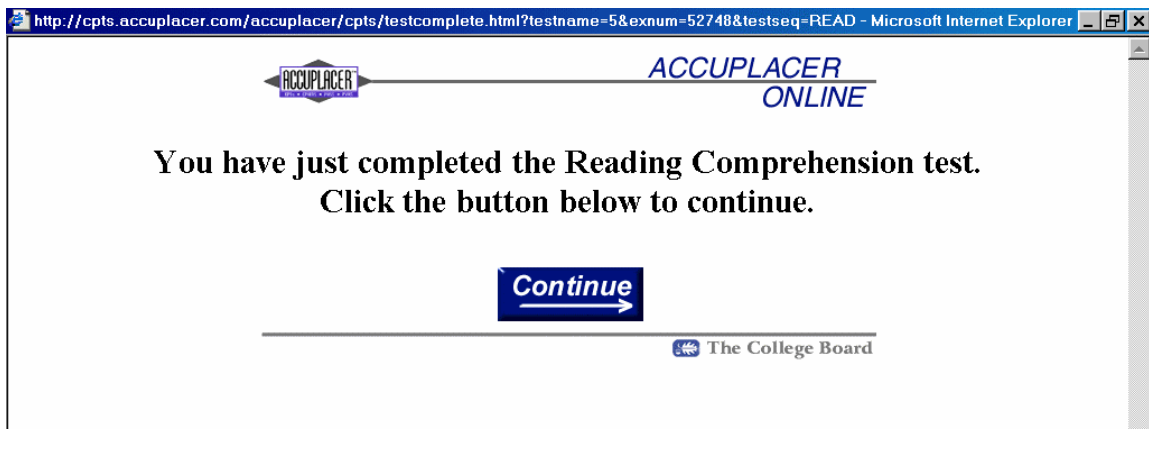 http://cpts.accuplacer.com/accuplacer/cpts/testcomplete.html?testname=5&exnum=52748&testseq=READ - Microsoft Internet Explorer
ACCUPLACER
ACCUPLACER
ONLINE
You have just completed the Reading Comprehension test.
Click the button below to continue.
Continue
The College Board